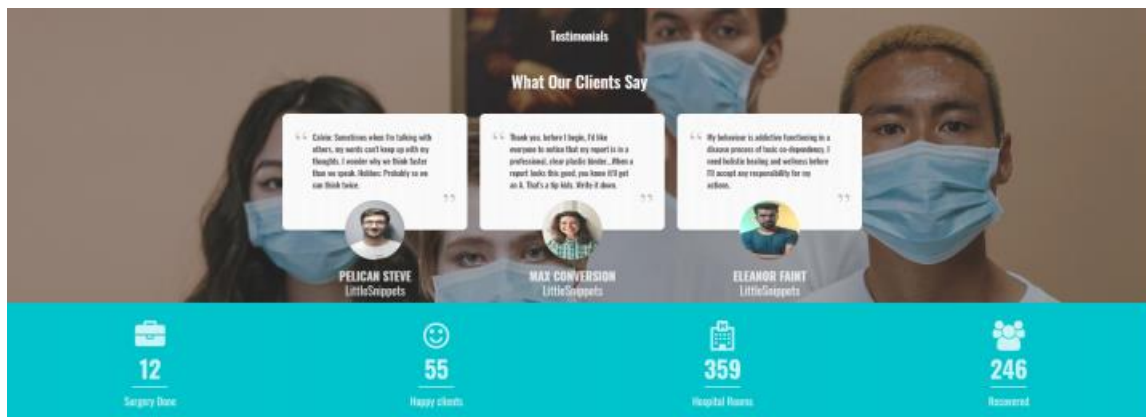 Testimonials
What Our Clients Say
“ Calvin: Sometimes when I'm talking with
others, my words can't keep up with my
thoughts. I wonder why we think faster
than we speak. Hobbes: Probably so we
can think twice. ”
“ Thank you. before I begin, I'd like
everyone to notice that my report is in a
professional, clear plastic binder...When a
report looks this good, you know it'll get
an A. That's a tip kids. Write it down. ”
“ My behaviour is addictive functioning in a
disease process of toxic co-dependency. I
need holistic healing and wellness before
I'll accept any responsibility for my
actions. ”
PELICAN STEVE
LittleSnippets
MAX CONVERSION
LittleSnippets
ELEANOR FAINT
LittleSnippets
12
Surgery Done
55
Happy clients
H
359
Hospital Rooms
246
Recovered